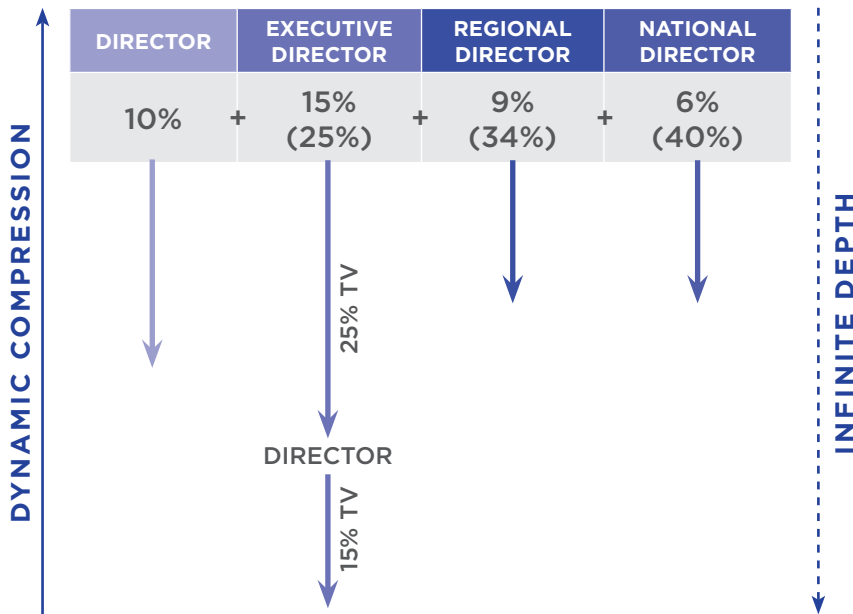 DIRECTOR
EXECUTIVE
DIRECTOR
REGIONAL
DIRECTOR
NATIONAL
DIRECTOR
10%
+
15%
(25%)
+
9%
(34%)
+
6%
(40%)
DYNAMIC COMPRESSION
25% TV
DIRECTOR
15% TV
INFINITE DEPTH